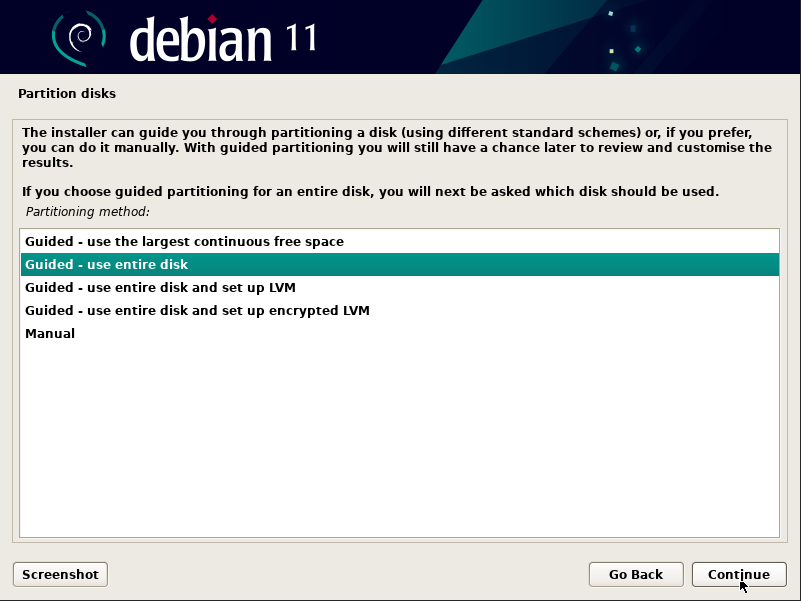 debian 11
Partition disks
The installer can guide you through partitioning a disk (using different standard schemes) or, if you prefer,
you can do it manually. With guided partitioning you will still have a chance later to review and customise the
results.
If you choose guided partitioning for an entire disk, you will next be asked which disk should be used.
Partitioning method:
Guided - use the largest continuous free space
Guided - use entire disk
Guided - use entire disk and set up LVM
Guided - use entire disk and set up encrypted LVM
Manual
Screenshot
Go Back
Continue